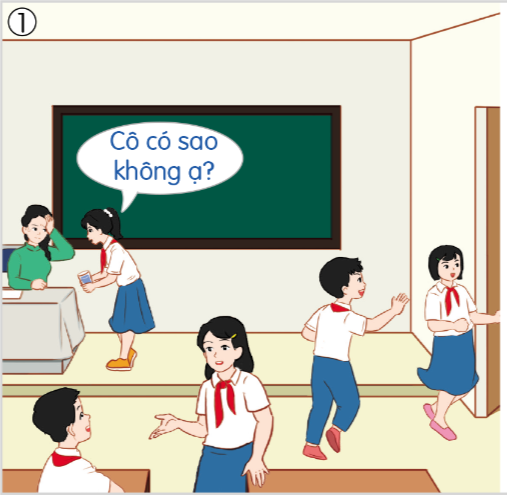 ①
Cô có sao
không ạ?